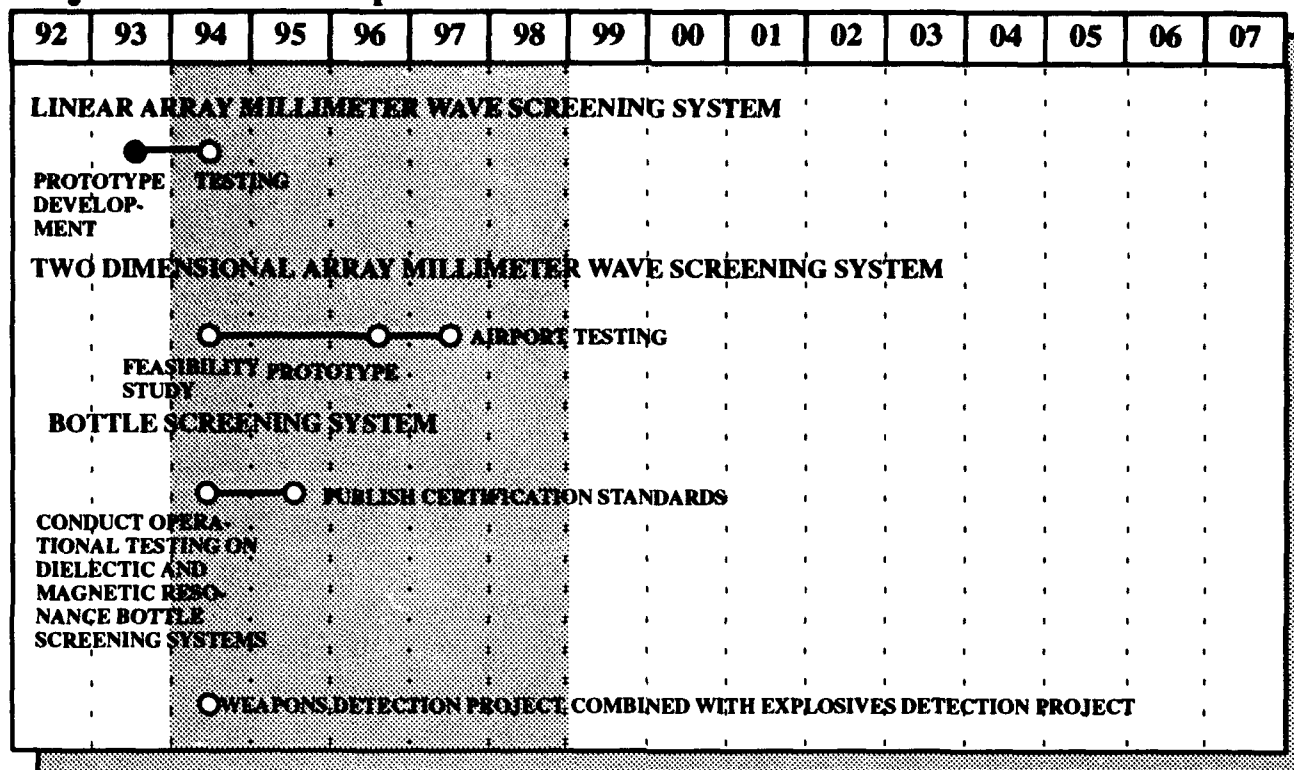 92 93 94 95 96 97 98 99 00 01 02 03 04 05 06 07
LINEAR ARRAY MILLIMETER WAVE SCREENING SYSTEM
PROTOTYPE
DEVELOP-
MENT
TESTING
TWO DIMENSIONAL ARRAY MILLIMETER WAVE SCREENING SYSTEM
AIRPORT TESTING
FEASIBILITY
STUDY
PROTOTYPE
BOTTLE SCREENING SYSTEM
PUBLISH CERTIFICATION STANDARDS
CONDUCT OPERA-
TIONAL TESTING ON
DIELECTIC AND
MAGNETIC RESO-
NANCE BOTTLE
SCREENING SYSTEMS
WEAPONS DETECTION PROJECT COMBINED WITH EXPLOSIVES DETECTION PROJECT